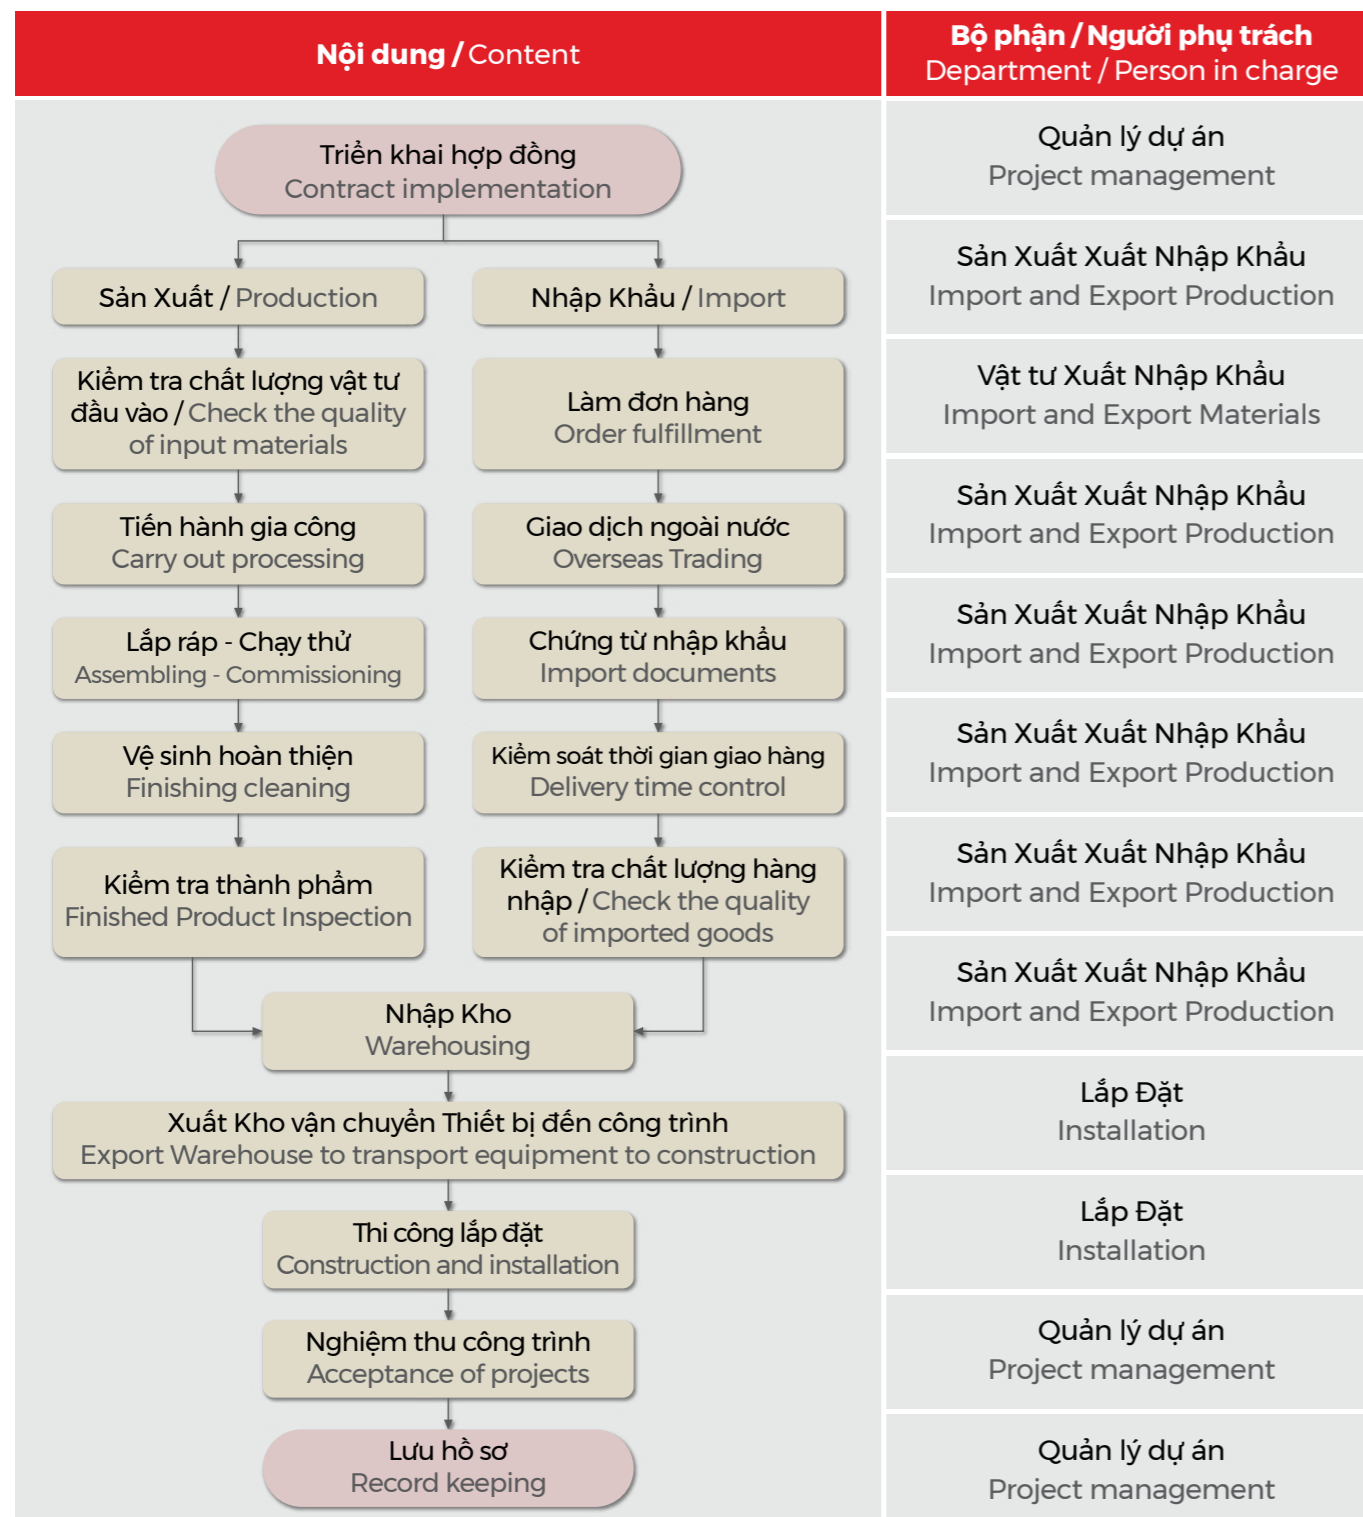 Nội dung / Content
Bộ phận / Người phụ trách
Department / Person in charge
Triển khai hợp đồng
Contract implementation
Quản lý dự án
Project management
Sản Xuất / Production
Nhập Khẩu / Import
Sản Xuất Xuất Nhập Khẩu
Import and Export Production
Kiểm tra chất lượng vật tư
đầu vào / Check the quality
of input materials
Làm đơn hàng
Order fulfillment
Vật tư Xuất Nhập Khẩu
Import and Export Materials
Tiến hành gia công
Carry out processing
Giao dịch ngoài nước
Overseas Trading
Sản Xuất Xuất Nhập Khẩu
Import and Export Production
Lắp ráp - Chạy thử
Assembling - Commissioning
Chứng từ nhập khẩu
Import documents
Sản Xuất Xuất Nhập Khẩu
Import and Export Production
Vệ sinh hoàn thiện
Finishing cleaning
Kiểm soát thời gian giao hàng
Delivery time control
Sản Xuất Xuất Nhập Khẩu
Import and Export Production
Kiểm tra thành phẩm
Finished Product Inspection
Kiểm tra chất lượng hàng
nhập / Check the quality
of imported goods
Sản Xuất Xuất Nhập Khẩu
Import and Export Production
Nhập Kho
Warehousing
Sản Xuất Xuất Nhập Khẩu
Import and Export Production
Xuất Kho vận chuyển Thiết bị đến công trình
Export Warehouse to transport equipment to construction
Lắp Đặt
Installation
Thi công lắp đặt
Construction and installation
Lắp Đặt
Installation
Nghiệm thu công trình
Acceptance of projects
Quản lý dự án
Project management
Lưu hồ sơ
Record keeping
Quản lý dự án
Project management